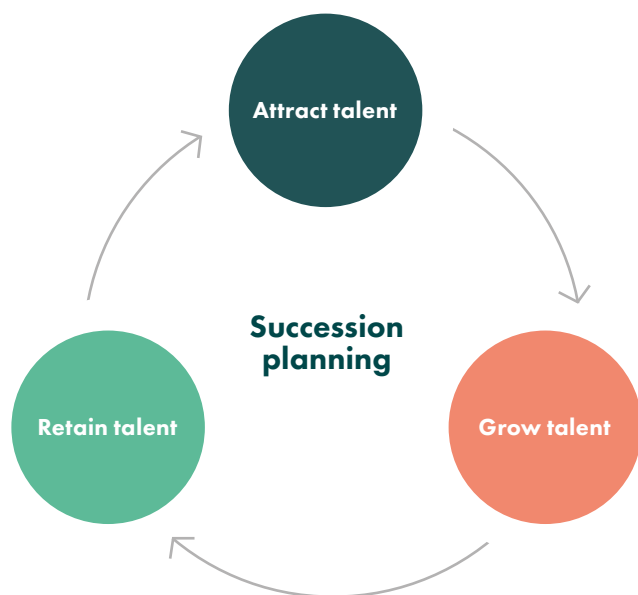 Attract talent
Succession
planning
Retain talent
Grow talent